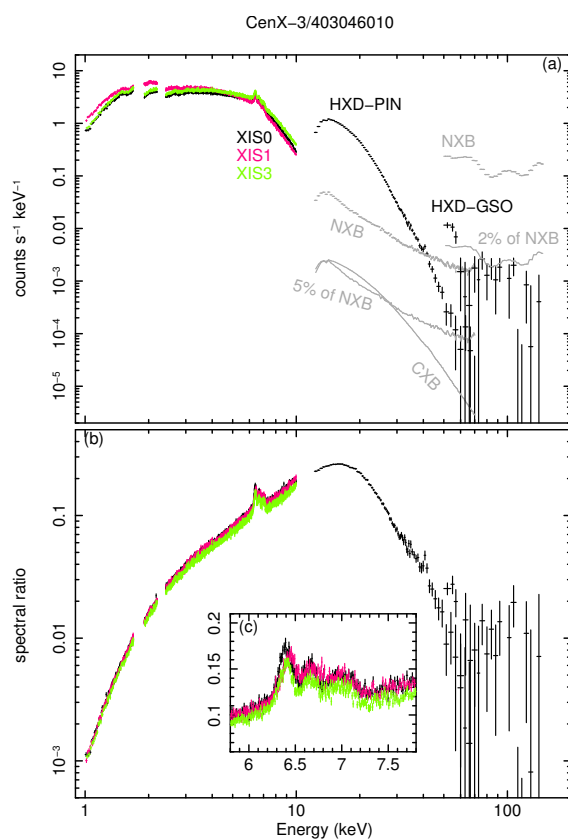 CenX−3/403046010
(a)
10
1
0.1
0.01
10⁻³
10⁻⁴
10⁻⁵
counts s⁻¹ keV⁻¹
XIS0
XIS1
XIS3
HXD−PIN
NXB
HXD−GSO
NXB
2% of NXB
5% of NXB
CXB
(b)
0.1
0.01
10⁻³
spectral ratio
(c)
0.2
0.15
0.1
6
6.5
7
7.5
1
10
100
Energy (keV)